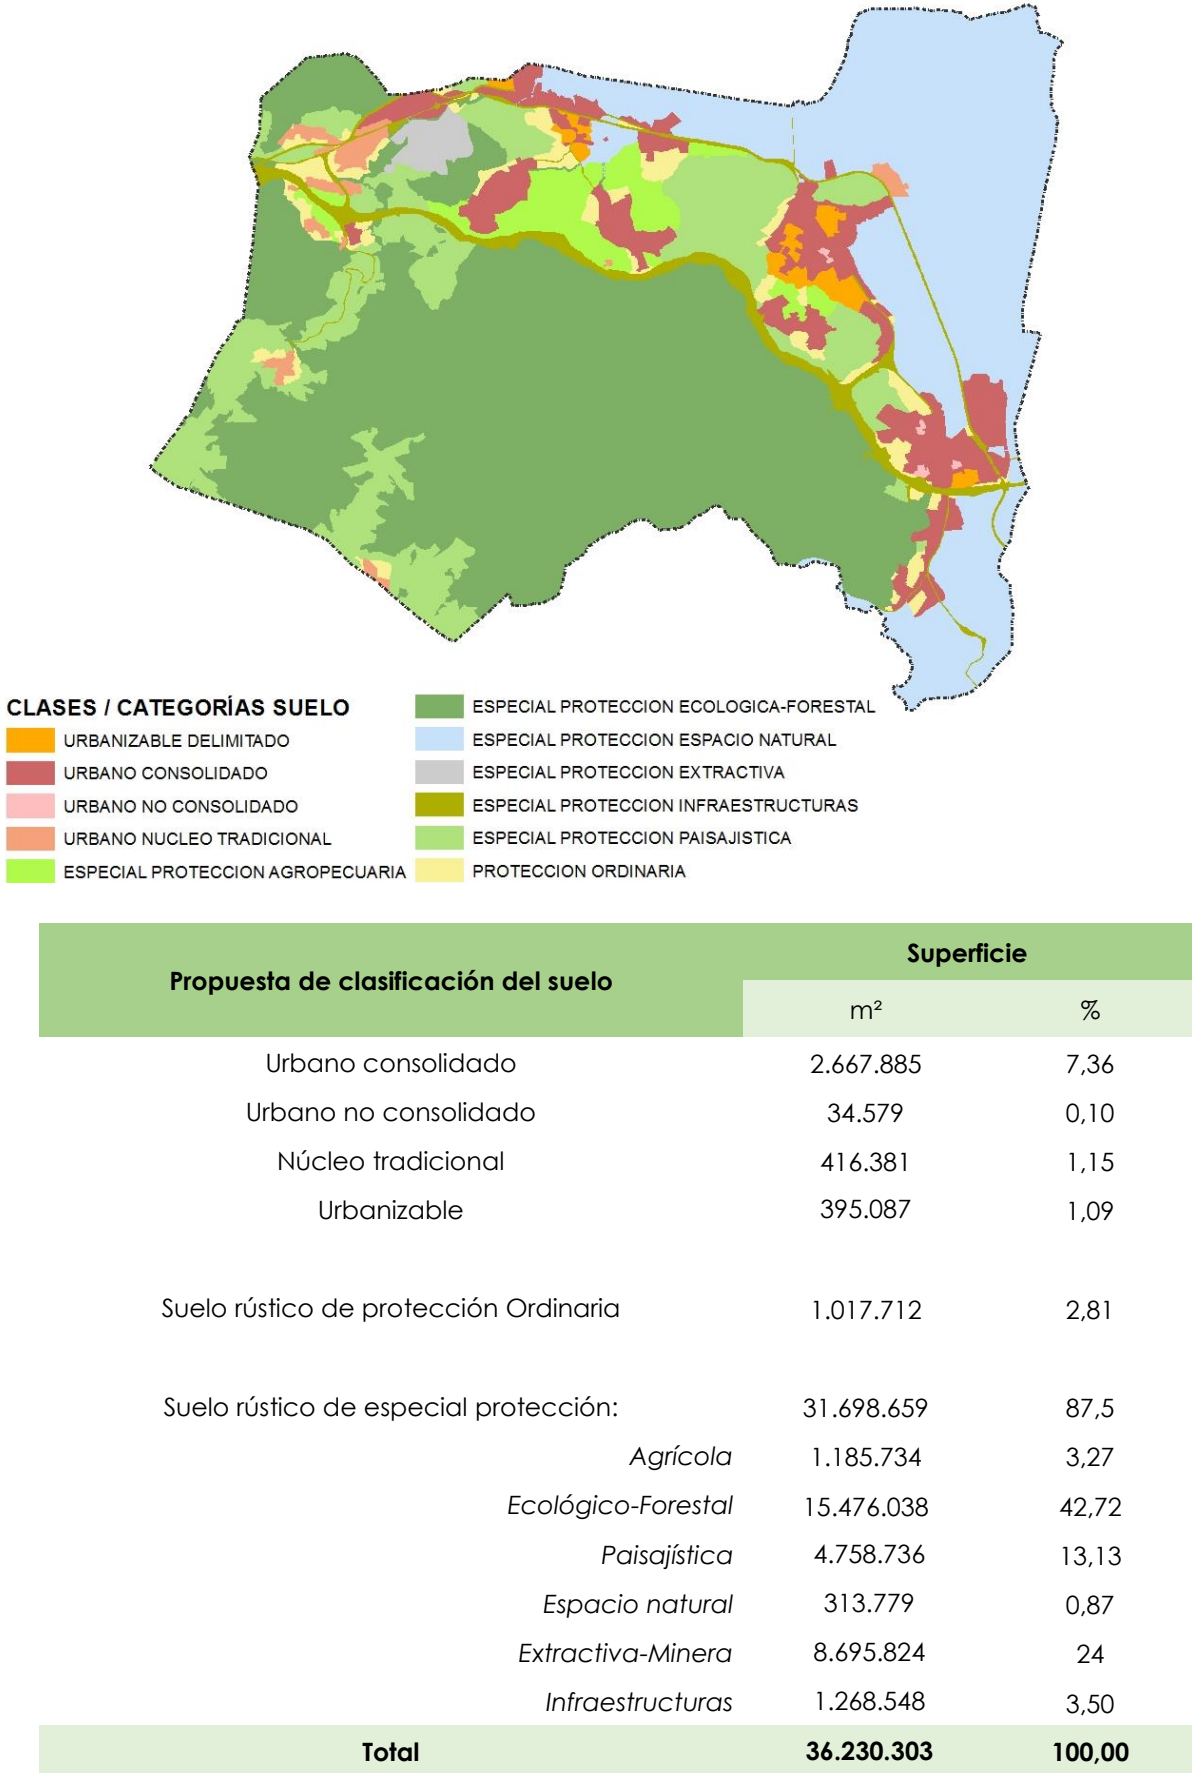 CLASES / CATEGORÍAS SUELO
URBANIZABLE DELIMITADO
URBANO CONSOLIDADO
URBANO NO CONSOLIDADO
URBANO NUCLEO TRADICIONAL
ESPECIAL PROTECCION AGROPECUARIA
ESPECIAL PROTECCION ECOLOGICA-FORESTAL
ESPECIAL PROTECCION ESPACIO NATURAL
ESPECIAL PROTECCION EXTRACTIVA
ESPECIAL PROTECCION INFRAESTRUCTURAS
ESPECIAL PROTECCION PAISAJISTICA
PROTECCION ORDINARIA
Propuesta de clasificación del suelo Superficie
m² %
Urbano consolidado 2.667.885 7,36
Urbano no consolidado 34.579 0,10
Núcleo tradicional 416.381 1,15
Urbanizable 395.087 1,09
Suelo rústico de protección Ordinaria 1.017.712 2,81
Suelo rústico de especial protección: 31.698.659 87,5
Agrícola 1.185.734 3,27
Ecológico-Forestal 15.476.038 42,72
Paisajística 4.758.736 13,13
Espacio natural 313.779 0,87
Extractiva-Minera 8.695.824 24
Infraestructuras 1.268.548 3,50
Total 36.230.303 100,00